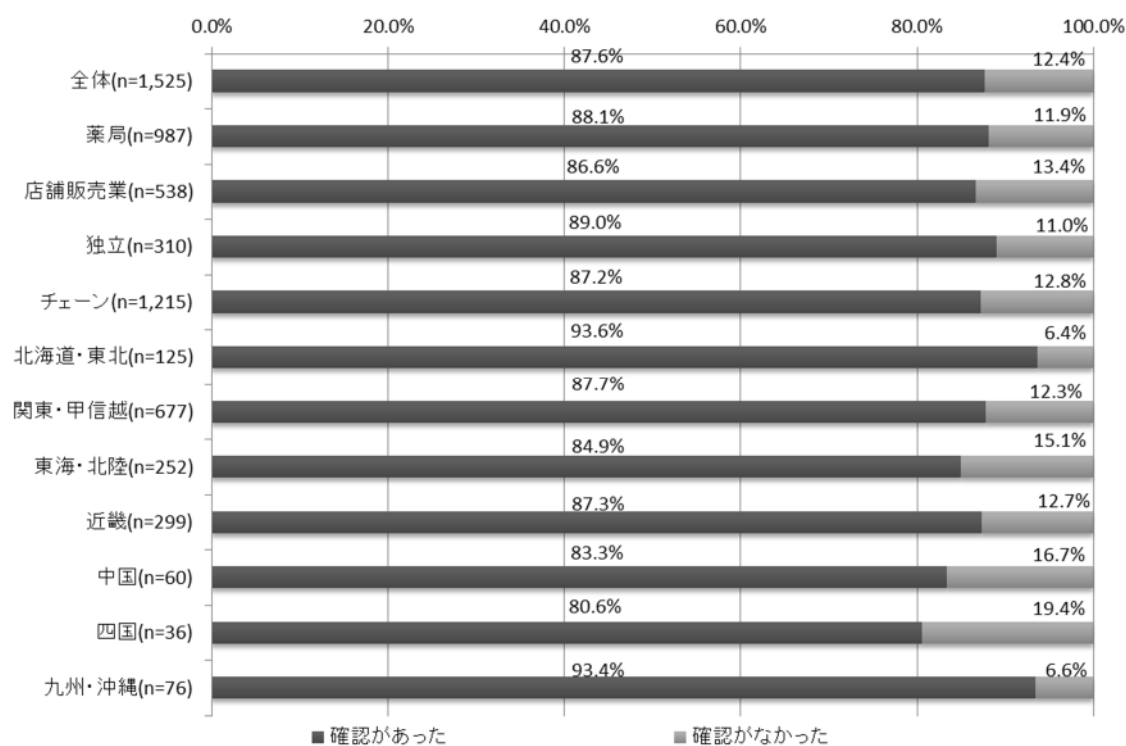 0.0% 20.0% 40.0% 60.0% 80.0% 100.0%
全体(n=1,525) 87.6% 12.4%
薬局(n=987) 88.1% 11.9%
店舗販売業(n=538) 86.6% 13.4%
独立(n=310) 89.0% 11.0%
チェーン(n=1,215) 87.2% 12.8%
北海道・東北(n=125) 93.6% 6.4%
関東・甲信越(n=677) 87.7% 12.3%
東海・北陸(n=252) 84.9% 15.1%
近畿(n=299) 87.3% 12.7%
中国(n=60) 83.3% 16.7%
四国(n=36) 80.6% 19.4%
九州・沖縄(n=76) 93.4% 6.6%
確認があった 確認がなかった